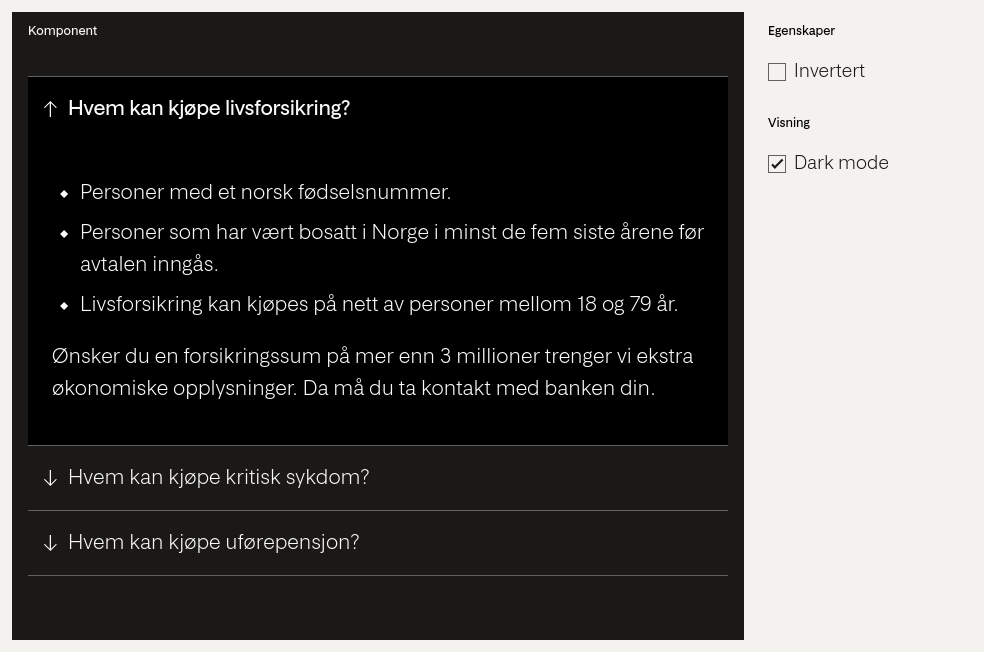 Komponent
Hvem kan kjøpe livsforsikring?
Personer med et norsk fødselsnummer.
Personer som har vært bosatt i Norge i minst de fem siste årene før
avtalen inngås.
Livsforsikring kan kjøpes på nett av personer mellom 18 og 79 år.
Ønsker du en forsikringssum på mer enn 3 millioner trenger vi ekstra
økonomiske opplysninger. Da må du ta kontakt med banken din.
Hvem kan kjøpe kritisk sykdom?
Hvem kan kjøpe uførepensjon?
Egenskaper
Invertert
Visning
Dark mode